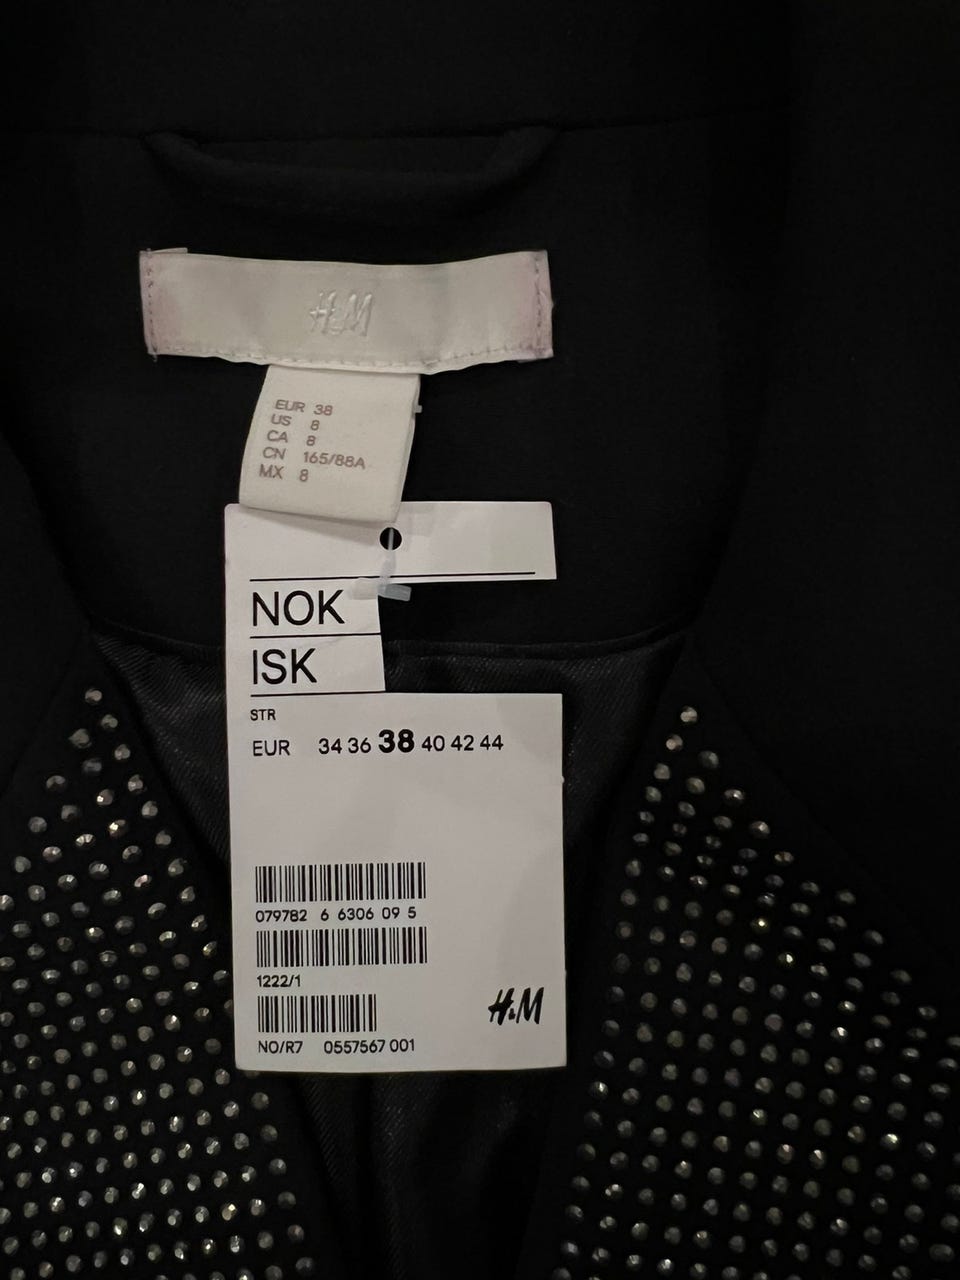 H&M
EUR 38
US 8
CA 8
CN 165/88A
MX 8
NOK
ISK
STR
EUR 34 36 38 40 42 44
079782 6 6306 09 5
1222/1
H&M
NO/R7 0557567 001